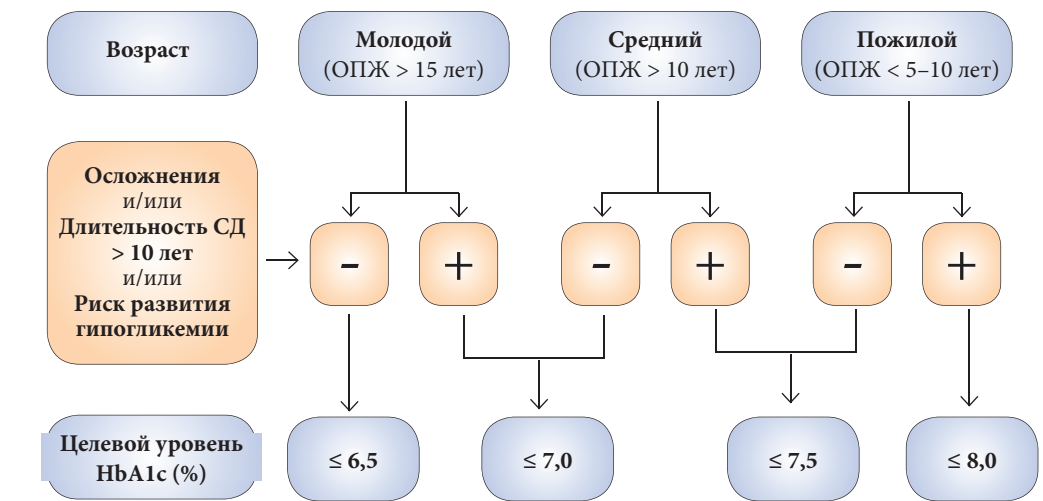 Возраст
Молодой
(ОПЖ > 15 лет)
Средний
(ОПЖ > 10 лет)
Пожилой
(ОПЖ < 5–10 лет)
Осложнения
и/или
Длительность СД
> 10 лет
и/или
Риск развития
гипогликемии
-
+
-
+
-
+
Целевой уровень
HbA1c (%)
≤ 6,5
≤ 7,0
≤ 7,5
≤ 8,0